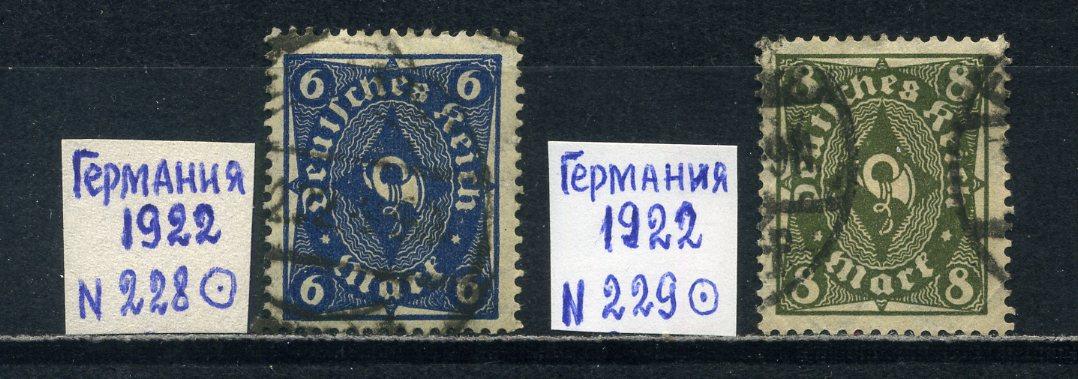 Германия
1922
N 228 ⊙
6 6
Deutsches Reich
Mark
6 6
Германия
1922
N 229 ⊙
8 8
Deutsches Reich
Mark
8 8